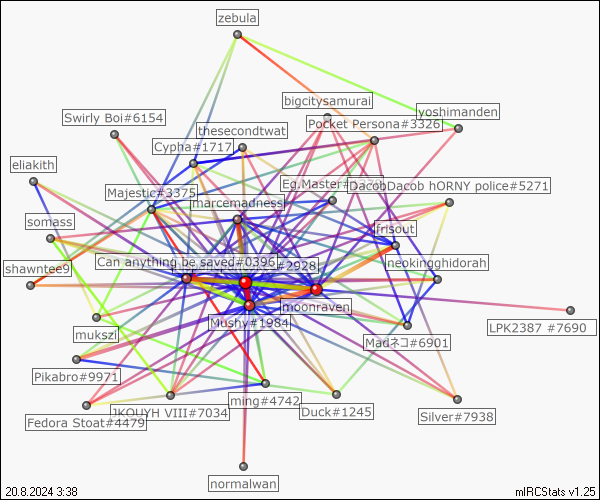 zebula
bigcitysamurai
yoshimanden
Swirly Boi#6154
Pocket Persona#3326
thesecondtwat
Cypha#1717
eliakith
Eg.Master#
DacobDacob hORNY police#5271
Majestic#3375
marcemadness
somass
frisout
Can anything be saved#0396
#2928
neokingghidorah
shawntee9
moonraven
Mushy#1984
LPK2387 #7690
mukszi
Madネコ#6901
Pikabro#9971
ming#4742
JKOUYH VIII#7034
Duck#1245
Silver#7938
Fedora Stoat#4479
normalwan
20.8.2024 3:38
mIRCStats v1.25